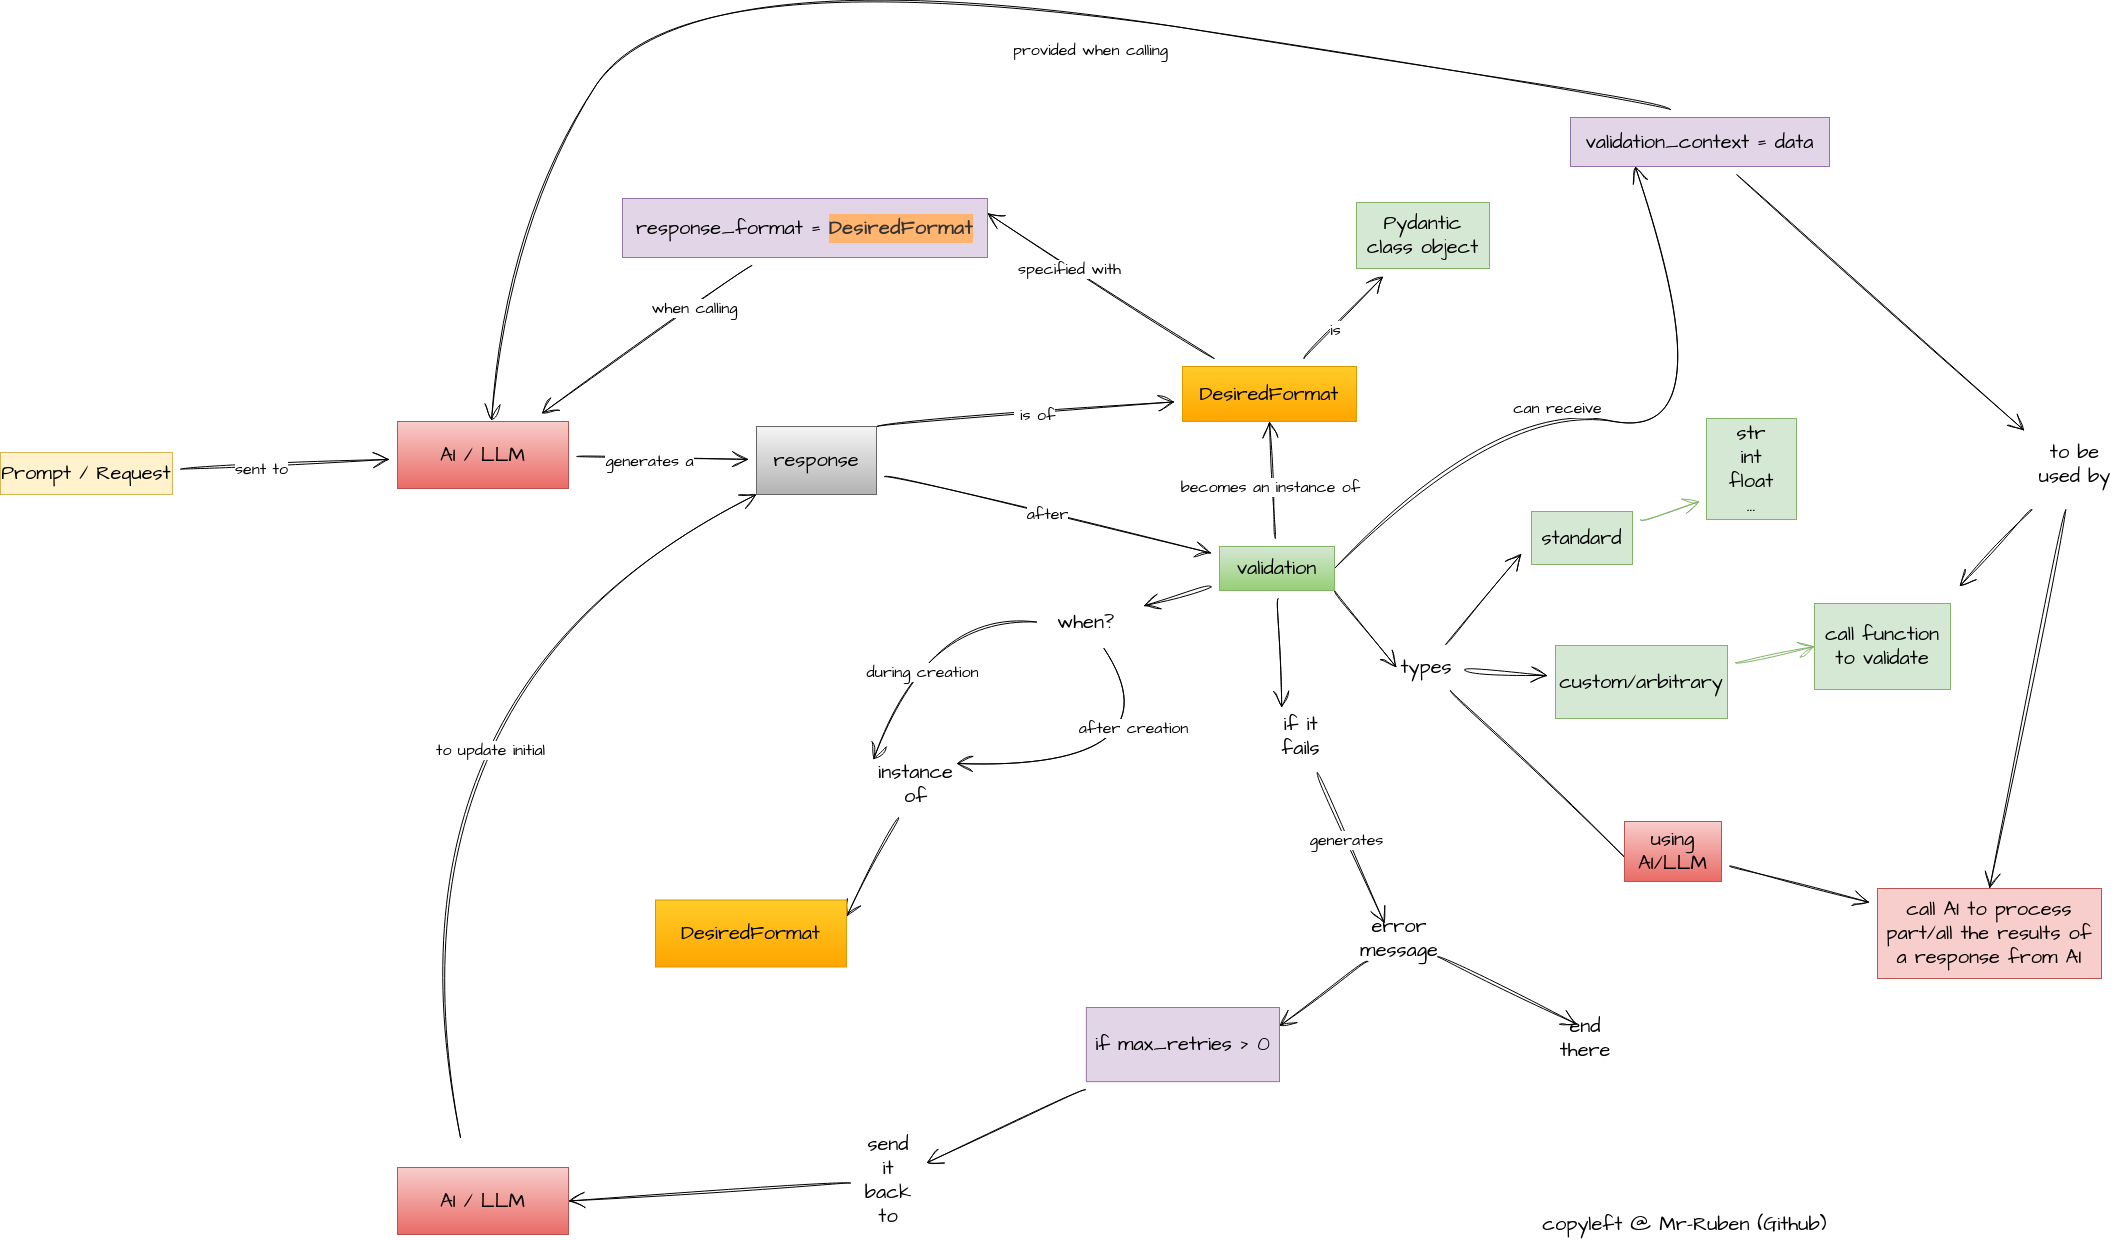 provided when calling
validation_context = data
response_format = DesiredFormat
Pydantic
class object
specified with
when calling
is
DesiredFormat
can receive
is of
AI / LLM
generates a
response
Prompt / Request
sent to
str
int
float
...
to be
used by
becomes an instance of
after
standard
validation
when?
types
call function
to validate
custom/arbitrary
during creation
after creation
if it
fails
to update initial
instance
of
generates
using
AI/LLM
DesiredFormat
error
message
call AI to process
part/all the results of
a response from AI
if max_retries > 0
end
there
send
it
back
to
AI / LLM
copyleft @ Mr-Ruben (Github)